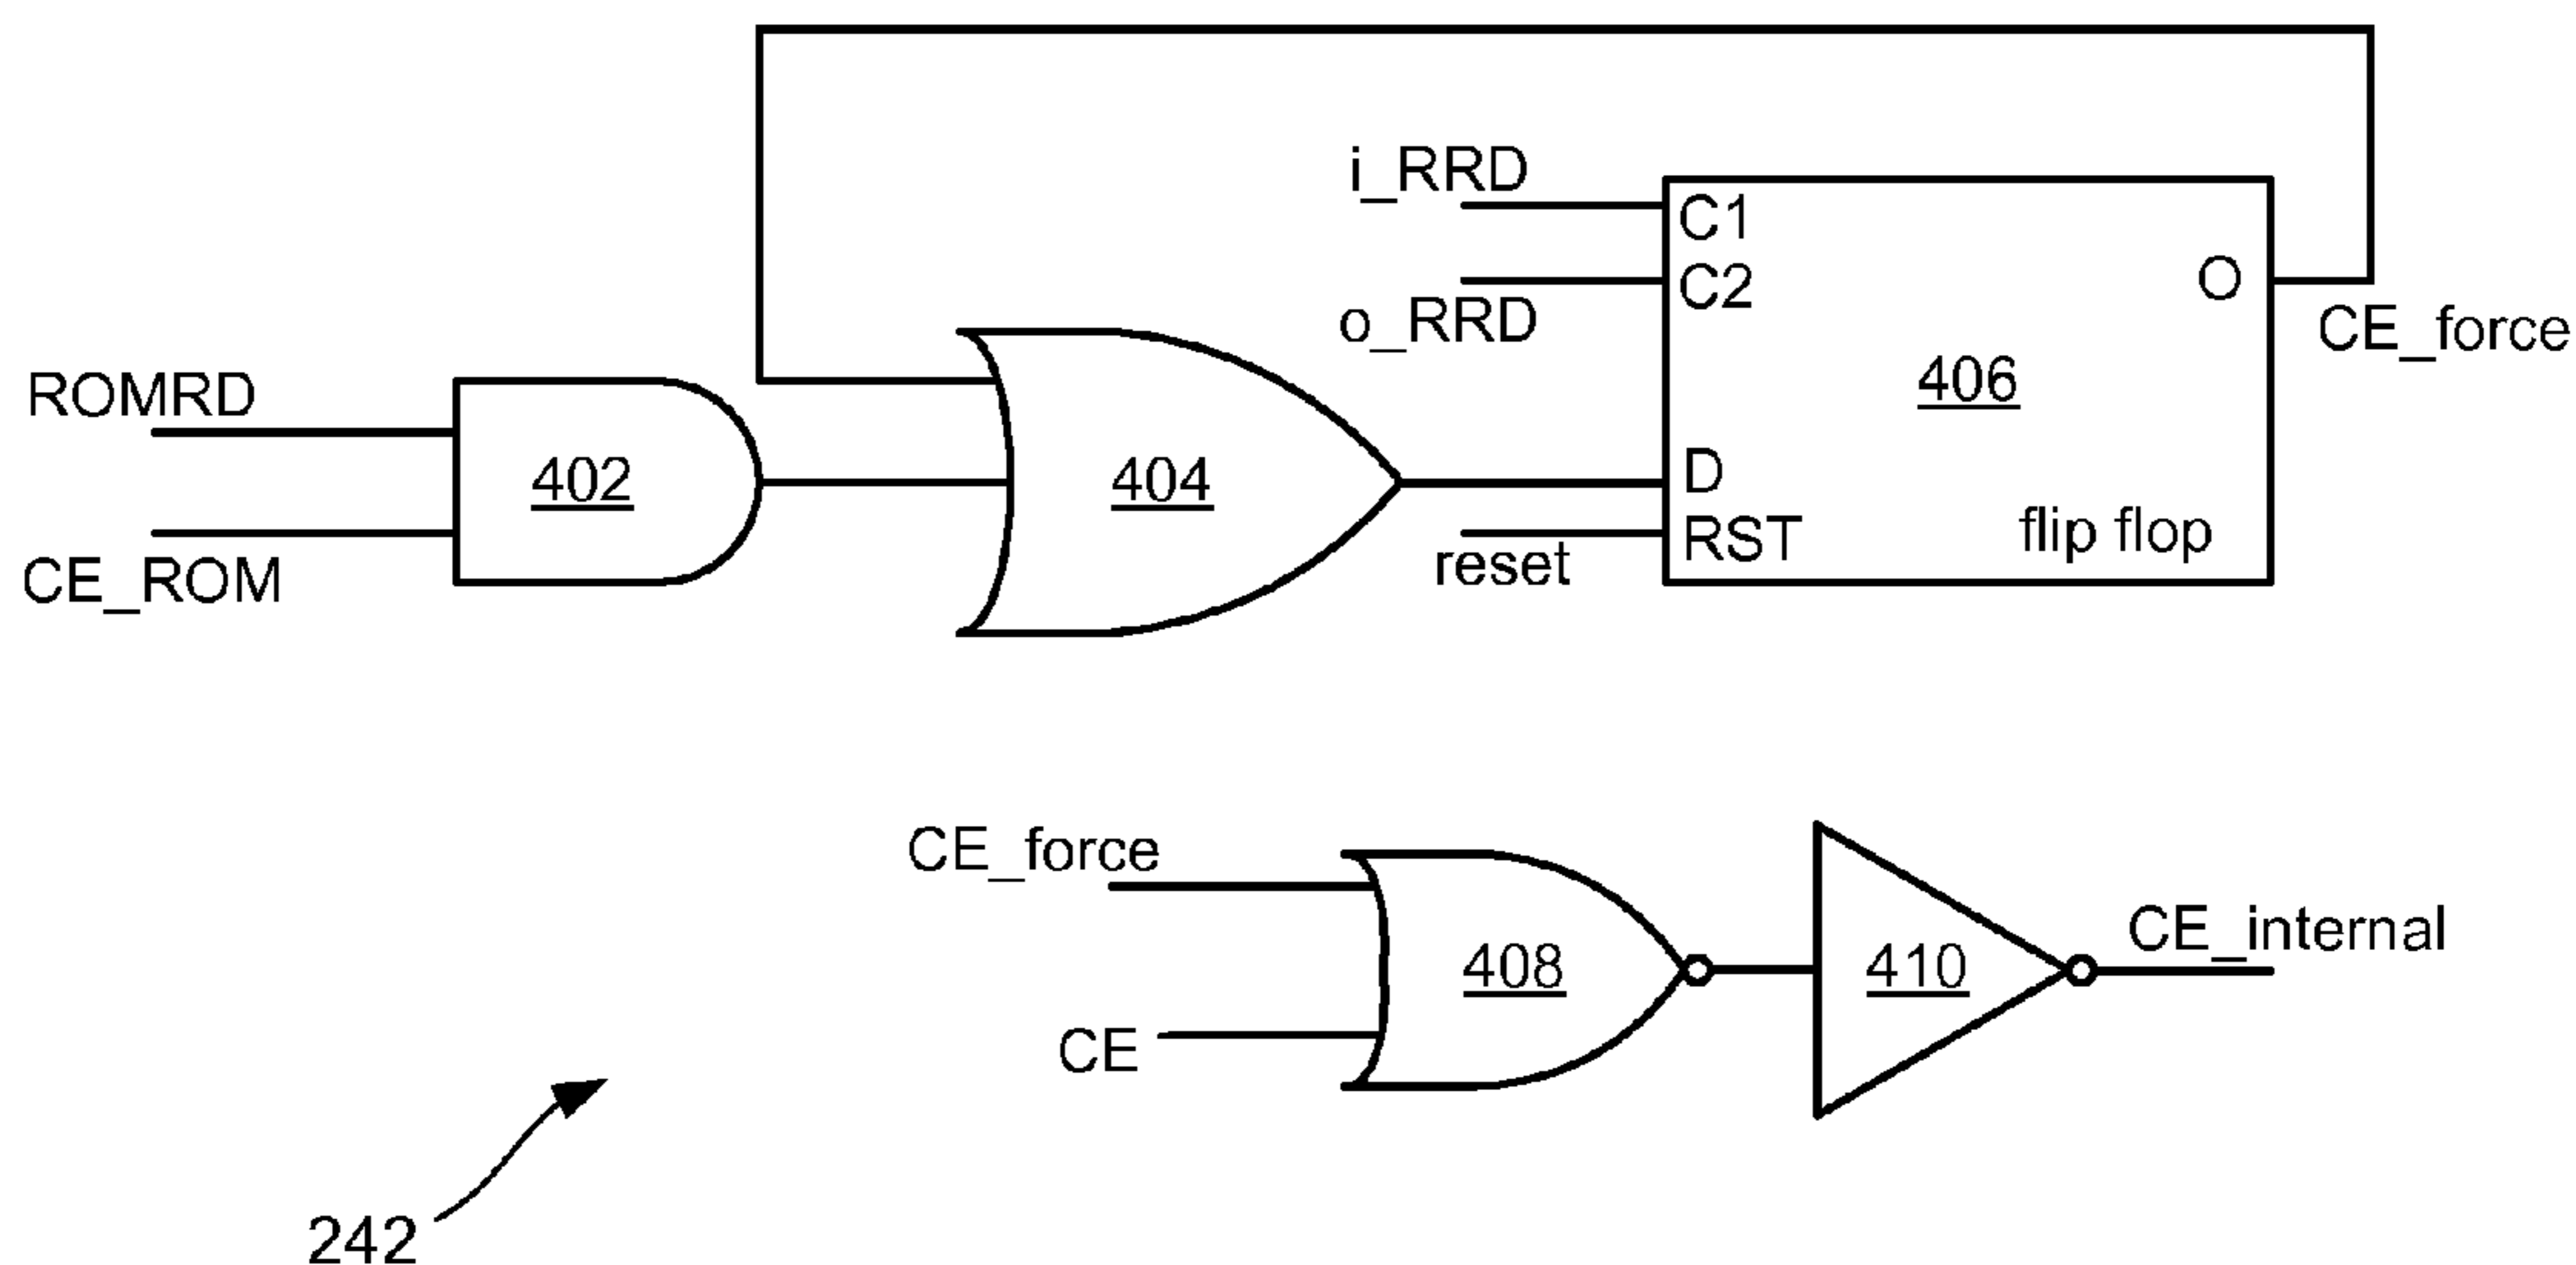 i_RRD
C1
C2
O
o_RRD
CE_force
ROMRD
406
402
404
D
CE_ROM
reset
RST
flip flop
CE_force
CE_internal
408
410
CE
242